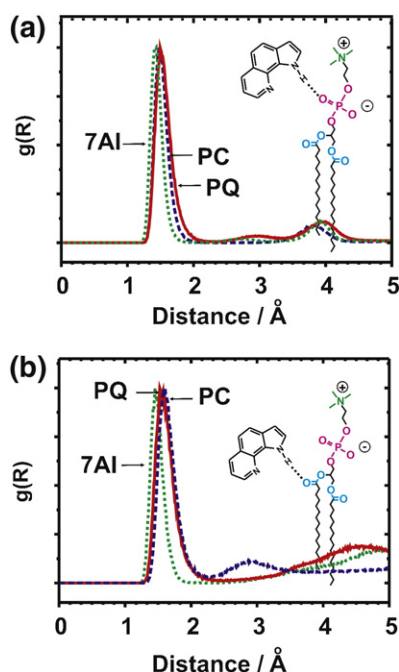 (a)
g(R)
7AI
PC
PQ
N
N
H
N
⊕
O
O
P
O
O
⊖
O
O
O
O
0 1 2 3 4 5
Distance / Å
(b)
g(R)
PQ
PC
7AI
N
N
H
N
⊕
O
O
P
O
O
⊖
O
O
O
O
0 1 2 3 4 5
Distance / Å